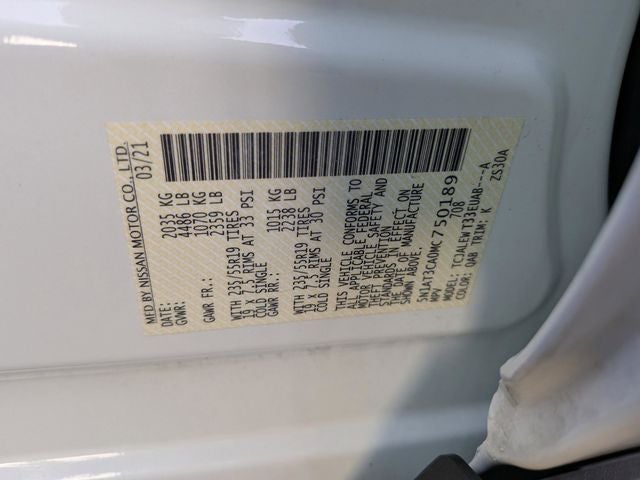 MFD BY NISSAN MOTOR CO., LTD.
DATE: 03/21
GVWR: 2035 KG
4486 LB
GAWR FR.: 1070 KG
2359 LB
WITH 235/55R19 TIRES
19 X 7.5 RIMS AT 33 PSI
COLD SINGLE
GAWR RR.: 1015 KG
2238 LB
WITH 235/55R19 TIRES
19 X 7.5 RIMS AT 30 PSI
COLD SINGLE
THIS VEHICLE CONFORMS TO
ALL APPLICABLE FEDERAL
MOTOR VEHICLE SAFETY AND
THEFT PREVENTION
STANDARDS IN EFFECT ON
THE DATE OF MANUFACTURE
SHOWN ABOVE.
5N1AT3CA0MC750189
MPV 708
MODEL: TCJALEWT33EUAB---A
COLOR: QAB TRIM: K ZS30A